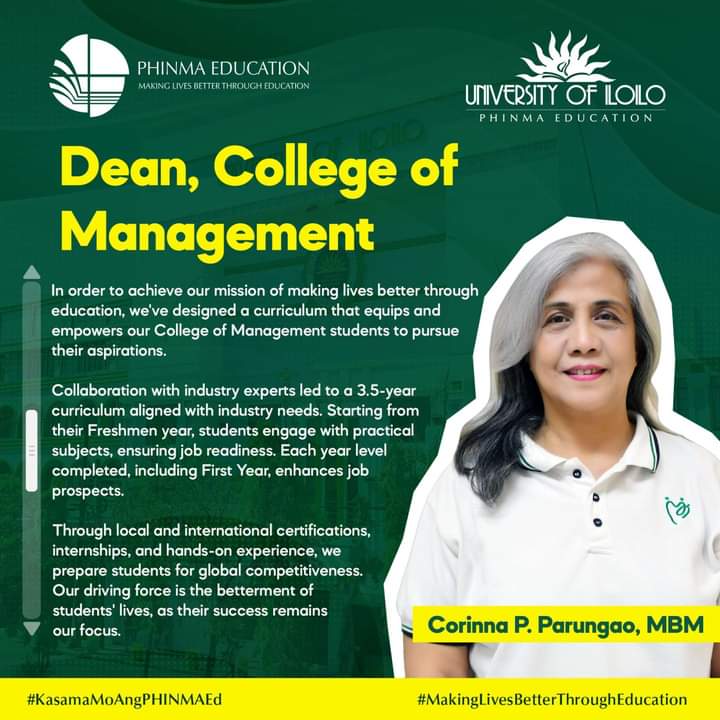 PHINMA EDUCATION
MAKING LIVES BETTER THROUGH EDUCATION
UNIVERSITY OF ILOILO
PHINMA EDUCATION
Dean, College of
Management
In order to achieve our mission of making lives better through
education, we've designed a curriculum that equips and
empowers our College of Management students to pursue
their aspirations.
Collaboration with industry experts led to a 3.5-year
curriculum aligned with industry needs. Starting from
their Freshmen year, students engage with practical
subjects, ensuring job readiness. Each year level
completed, including First Year, enhances job
prospects.
Through local and international certifications,
internships, and hands-on experience, we
prepare students for global competitiveness.
Our driving force is the betterment of
students' lives, as their success remains
our focus.
Corinna P. Parungao, MBM
#KasamaMoAngPHINMAEd
#MakingLivesBetterThroughEducation